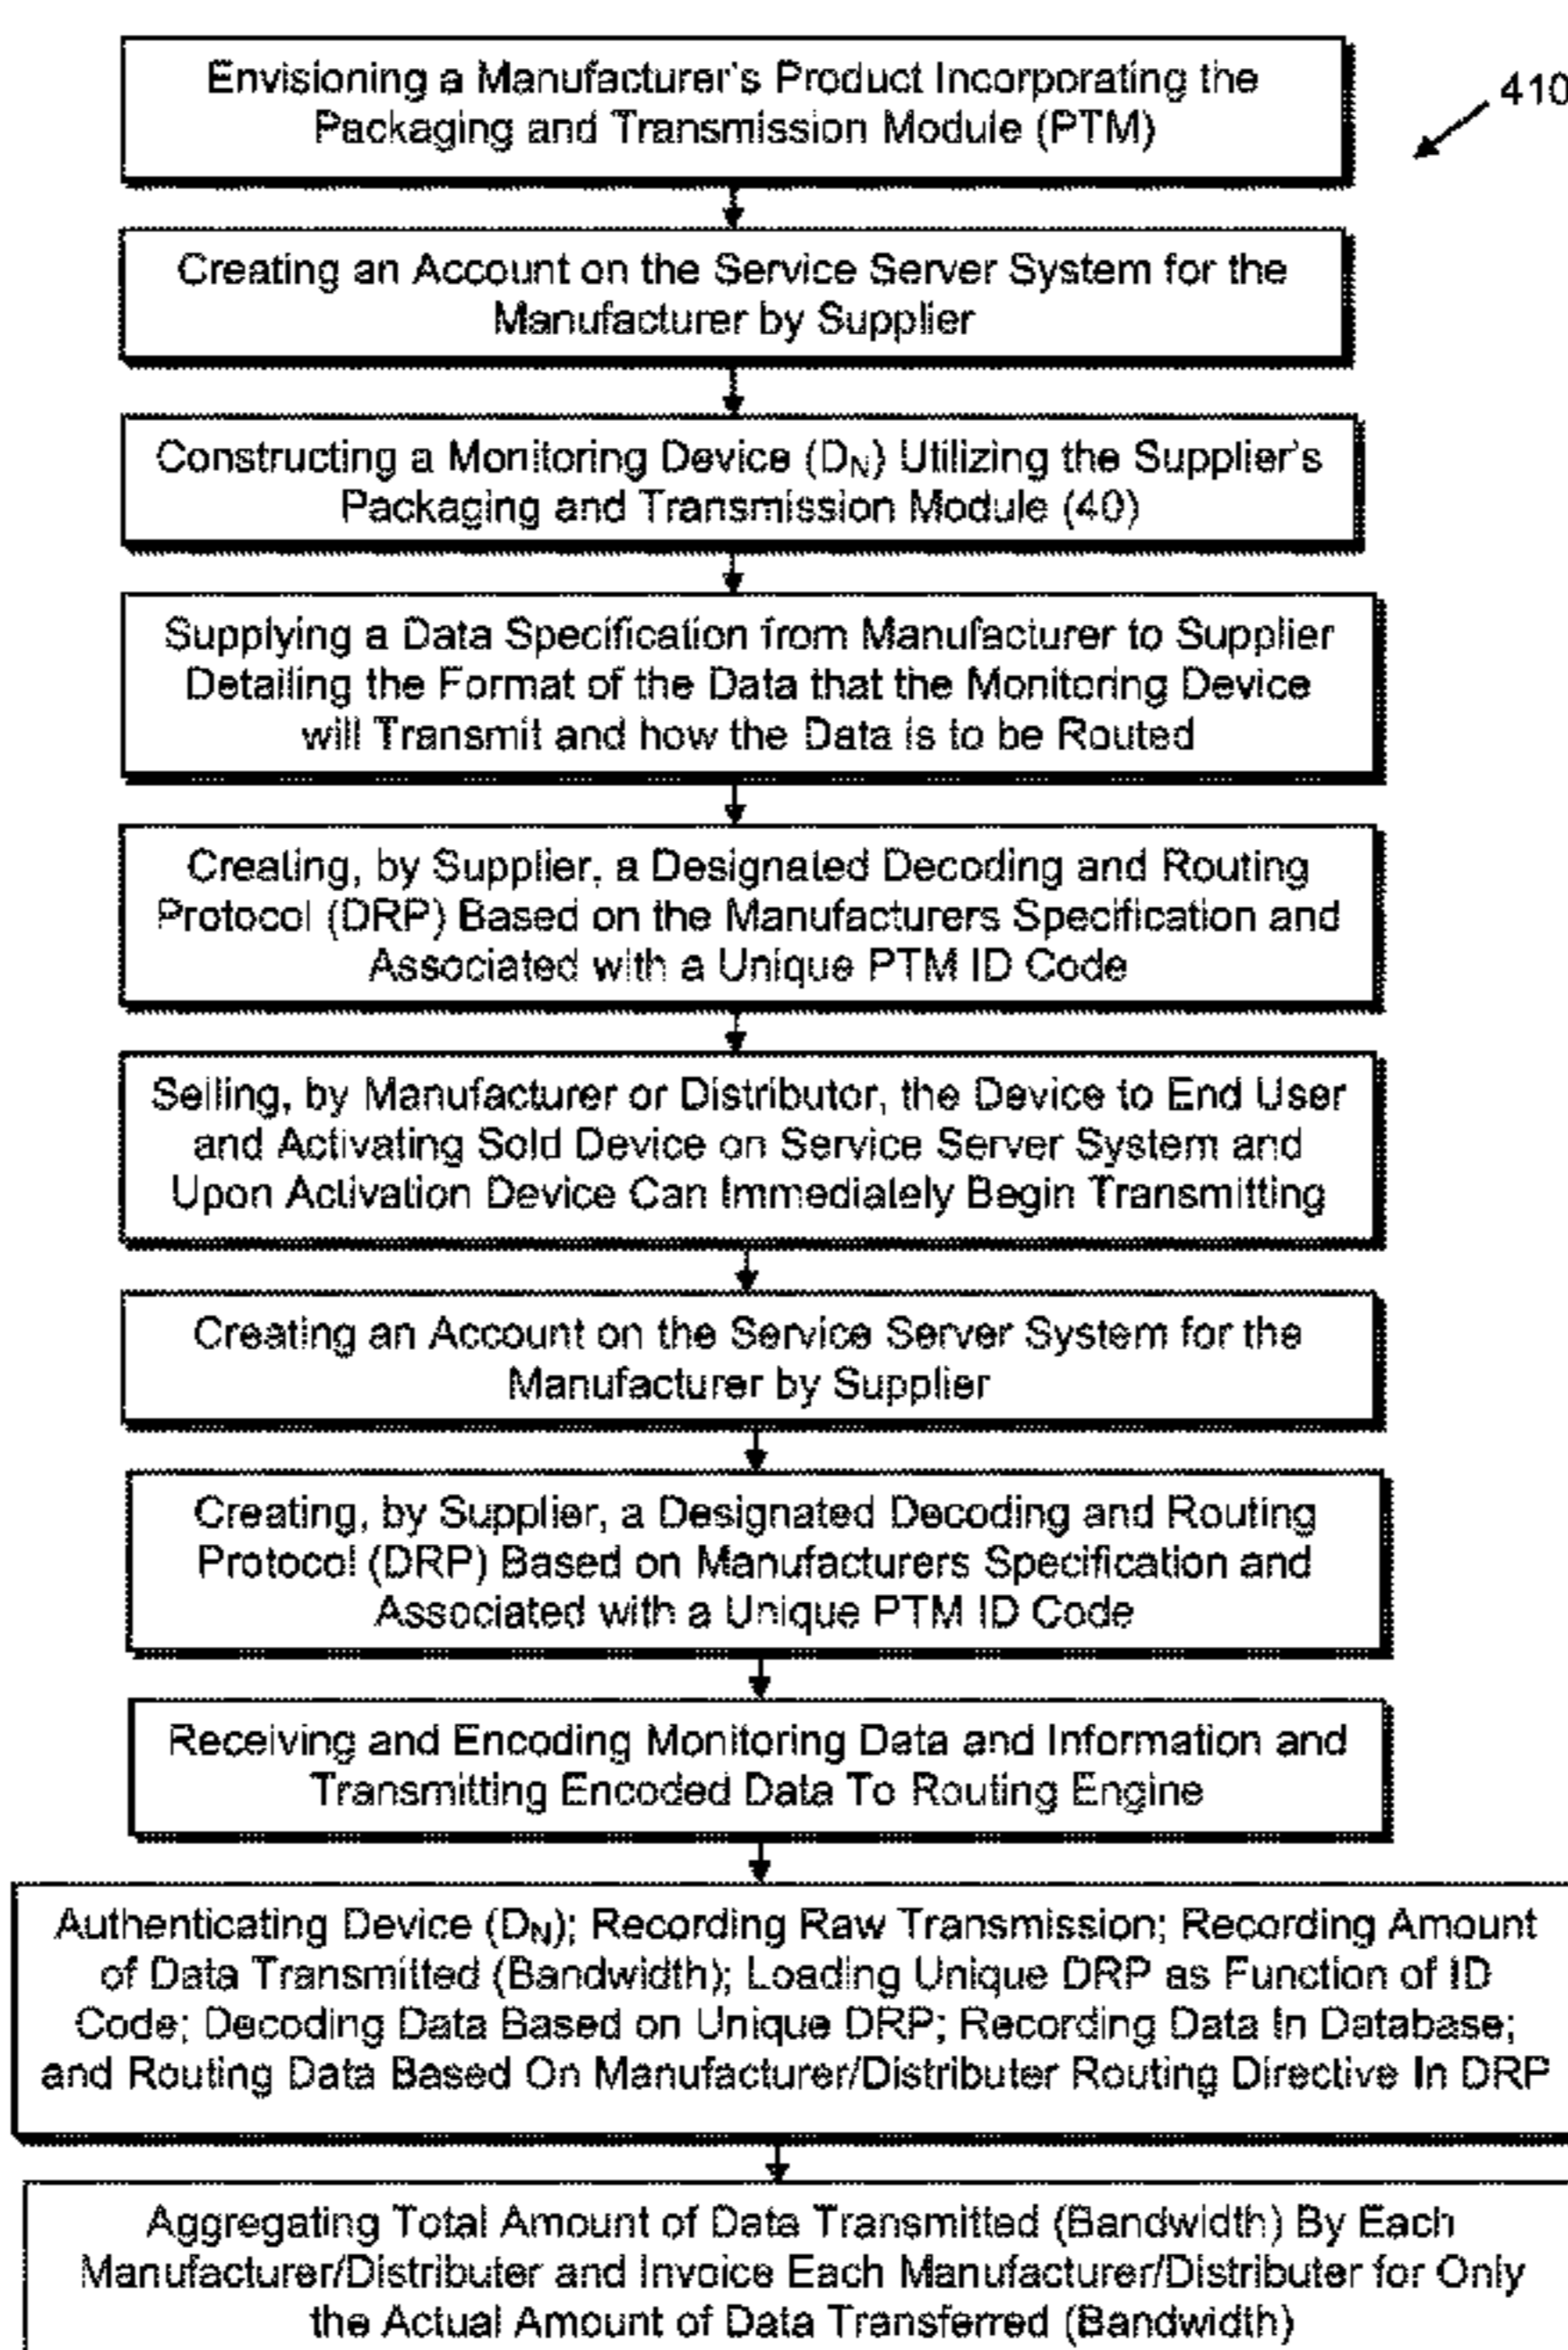 410
Envisioning a Manufacturer's Product Incorporating the
Packaging and Transmission Module (PTM)
Creating an Account on the Service Server System for the
Manufacturer by Supplier
Constructing a Monitoring Device (DN) Utilizing the Supplier's
Packaging and Transmission Module (40)
Supplying a Data Specification from Manufacturer to Supplier
Detailing the Format of the Data that the Monitoring Device
will Transmit and how the Data is to be Routed
Creating, by Supplier, a Designated Decoding and Routing
Protocol (DRP) Based on the Manufacturers Specification and
Associated with a Unique PTM ID Code
Selling, by Manufacturer or Distributor, the Device to End User
and Activating Sold Device on Service Server System and
Upon Activation Device Can Immediately Begin Transmitting
Creating an Account on the Service Server System for the
Manufacturer by Supplier
Creating, by Supplier, a Designated Decoding and Routing
Protocol (DRP) Based on Manufacturers Specification and
Associated with a Unique PTM ID Code
Receiving and Encoding Monitoring Data and Information and
Transmitting Encoded Data To Routing Engine
Authenticating Device (DN); Recording Raw Transmission; Recording Amount
of Data Transmitted (Bandwidth); Loading Unique DRP as Function of ID
Code; Decoding Data Based on Unique DRP; Recording Data In Database;
and Routing Data Based On Manufacturer/Distributer Routing Directive In DRP
Aggregating Total Amount of Data Transmitted (Bandwidth) By Each
Manufacturer/Distributer and Invoice Each Manufacturer/Distributer for Only
the Actual Amount of Data Transferred (Bandwidth)